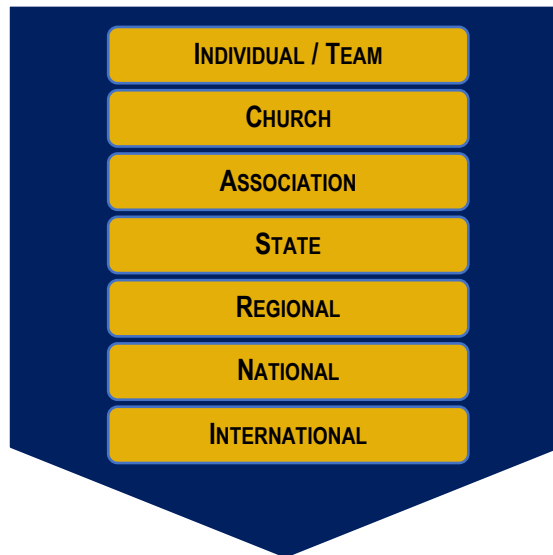 INDIVIDUAL / TEAM
CHURCH
ASSOCIATION
STATE
REGIONAL
NATIONAL
INTERNATIONAL